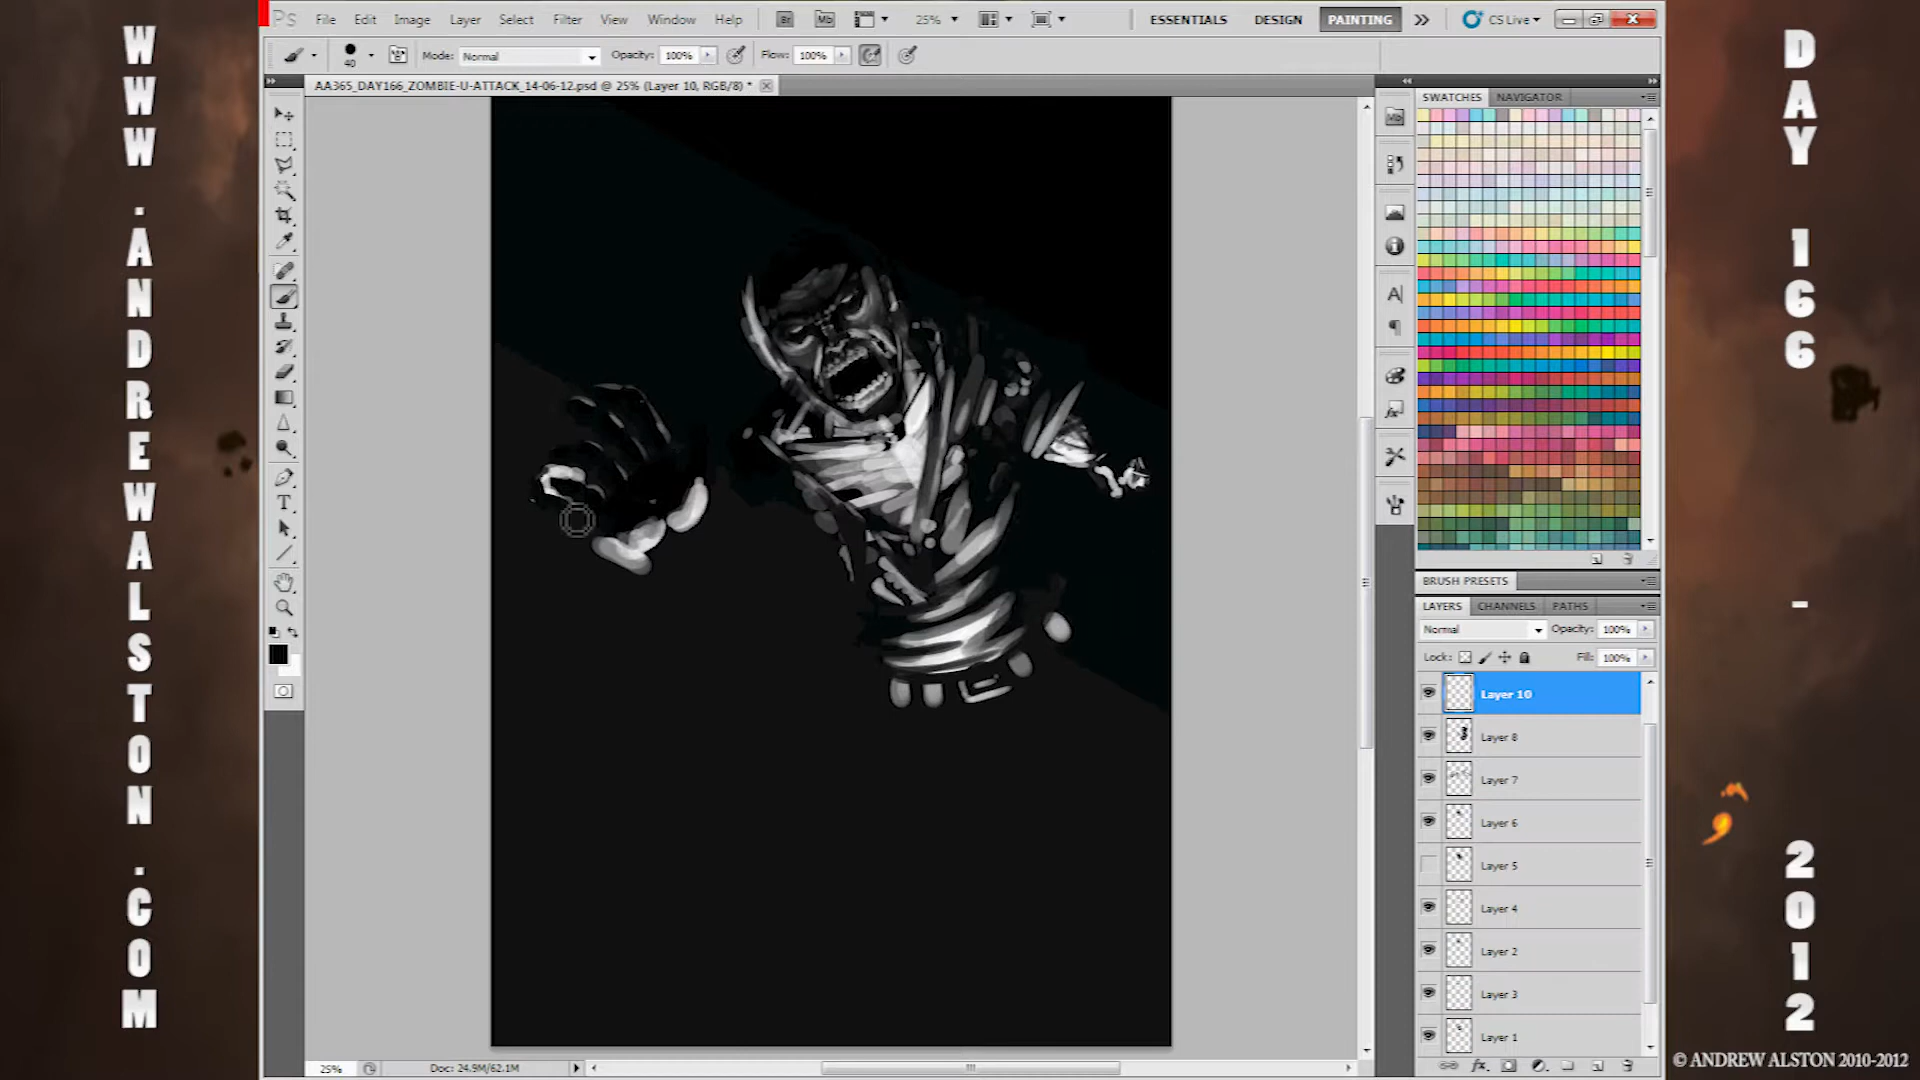 WWW.ANDREWALSTON.COM
Ps File Edit Image Layer Select Filter View Window Help Br Mb 25% ESSENTIALS DESIGN PAINTING CS Live
40 Mode: Normal Opacity: 100% Flow: 100%
AA365_DAY166_ZOMBIE-U-ATTACK_14-06-12.psd @ 25% (Layer 10, RGB/8) *
SWATCHES NAVIGATOR
Mb
BRUSH PRESETS
LAYERS CHANNELS PATHS
Normal Opacity: 100%
Lock: Fill: 100%
Layer 10
Layer 8
Layer 7
Layer 6
Layer 5
Layer 4
Layer 2
Layer 3
Layer 1
25% Doc: 24.9M/62.1M
DAY 166 - 2012
© ANDREW ALSTON 2010-2012